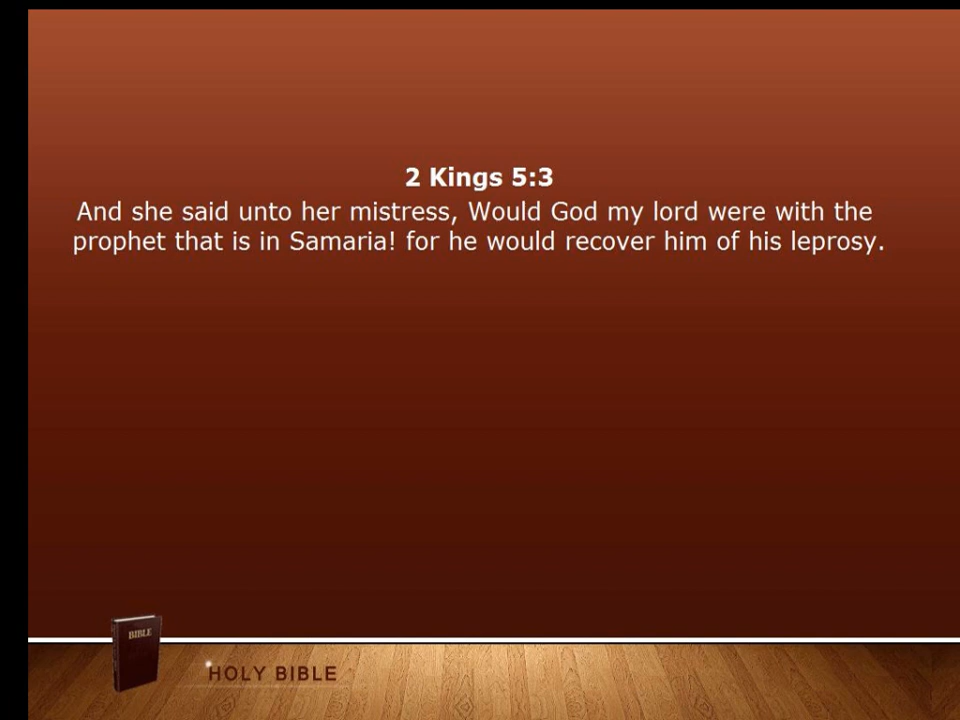 2 Kings 5:3
And she said unto her mistress, Would God my lord were with the
prophet that is in Samaria! for he would recover him of his leprosy.
BIBLE
HOLY BIBLE